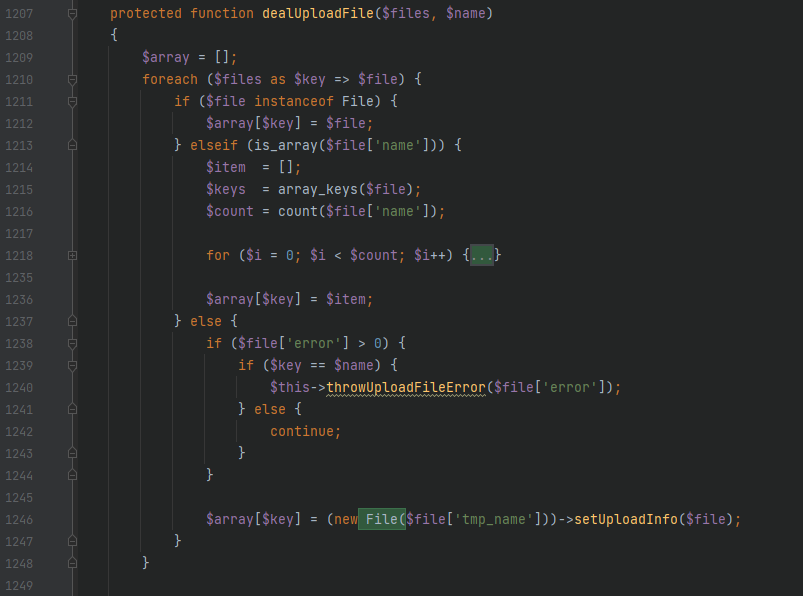 1207 protected function dealUploadFile($files, $name)
1208 {
1209 $array = [];
1210 foreach ($files as $key => $file) {
1211 if ($file instanceof File) {
1212 $array[$key] = $file;
1213 } elseif (is_array($file['name'])) {
1214 $item  = [];
1215 $keys  = array_keys($file);
1216 $count = count($file['name']);
1217
1218 for ($i = 0; $i < $count; $i++) {...}
1235
1236 $array[$key] = $item;
1237 } else {
1238 if ($file['error'] > 0) {
1239 if ($key == $name) {
1240 $this->throwUploadFileError($file['error']);
1241 } else {
1242 continue;
1243 }
1244 }
1245
1246 $array[$key] = (new File($file['tmp_name']))->setUploadInfo($file);
1247 }
1248 }
1249